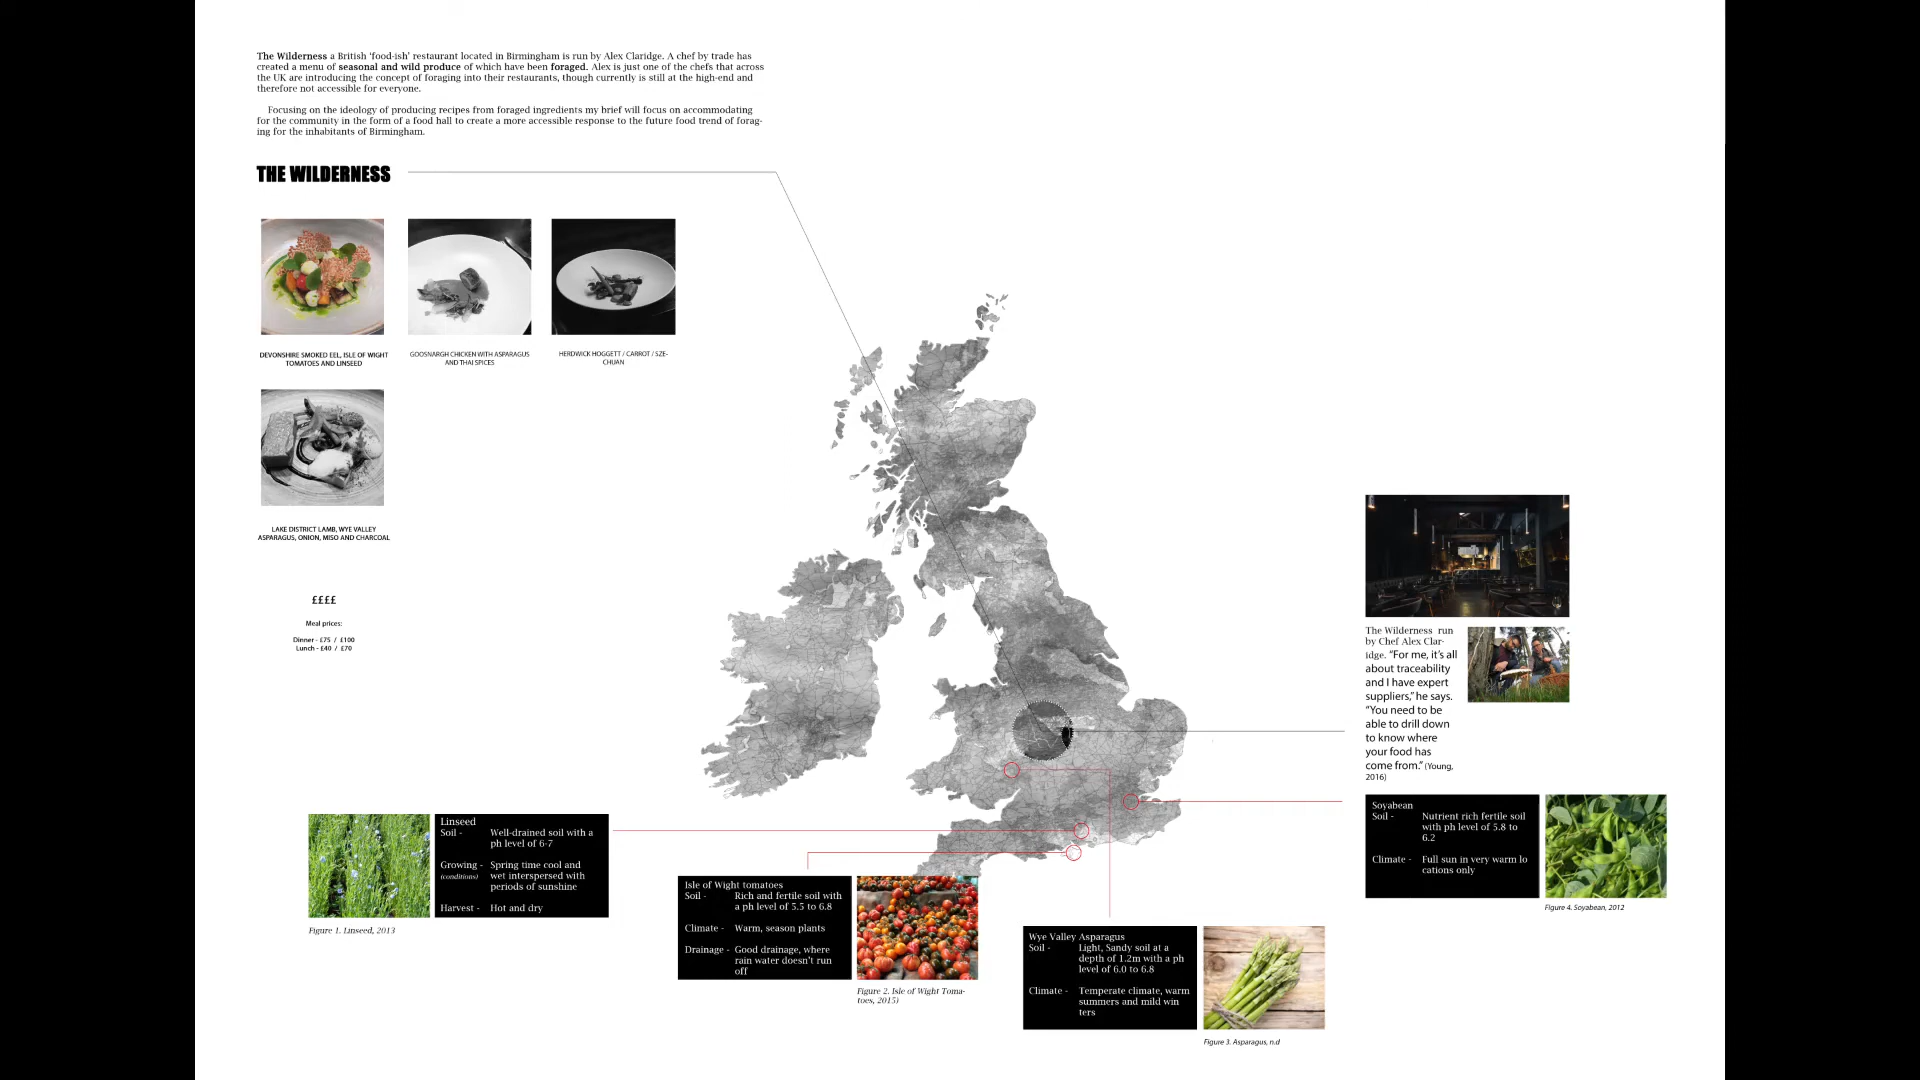 The Wilderness a British ‘food-ish’ restaurant located in Birmingham is run by Alex Claridge. A chef by trade has
created a menu of seasonal and wild produce of which have been foraged. Alex is just one of the chefs that across
the UK are introducing the concept of foraging into their restaurants, though currently is still at the high-end and
therefore not accessible for everyone.
Focusing on the ideology of producing recipes from foraged ingredients my brief will focus on accommodating
for the community in the form of a food hall to create a more accessible response to the future food trend of forag-
ing for the inhabitants of Birmingham.
THE WILDERNESS
DEVONSHIRE SMOKED EEL, ISLE OF WIGHT
TOMATOES AND LINSEED
GOOSNARGH CHICKEN WITH ASPARAGUS
AND THAI SPICES
HERDWICK HOGGETT / CARROT / SZE-
CHUAN
LAKE DISTRICT LAMB, WYE VALLEY
ASPARAGUS, ONION, MISO AND CHARCOAL
££££
Meal prices:
Dinner - £75 / £100
Lunch - £40 / £70
The Wilderness run
by Chef Alex Clar-
idge. “For me, it’s all
about traceability
and I have expert
suppliers,” he says.
“You need to be
able to drill down
to know where
your food has
come from.” (Young,
2016)
Linseed
Soil - Well-drained soil with a
ph level of 6-7
Growing - Spring time cool and
(conditions) wet interspersed with
periods of sunshine
Harvest - Hot and dry
Figure 1. Linseed, 2013
Isle of Wight tomatoes
Soil - Rich and fertile soil with
a ph level of 5.5 to 6.8
Climate - Warm, season plants
Drainage - Good drainage, where
rain water doesn’t run
off
Figure 2. Isle of Wight Toma-
toes, 2015)
Wye Valley Asparagus
Soil - Light, Sandy soil at a
depth of 1.2m with a ph
level of 6.0 to 6.8
Climate - Temperate climate, warm
summers and mild win
ters
Figure 3. Asparagus, n.d
Soyabean
Soil - Nutrient rich fertile soil
with ph level of 5.8 to
6.2
Climate - Full sun in very warm lo
cations only
Figure 4. Soyabean, 2012